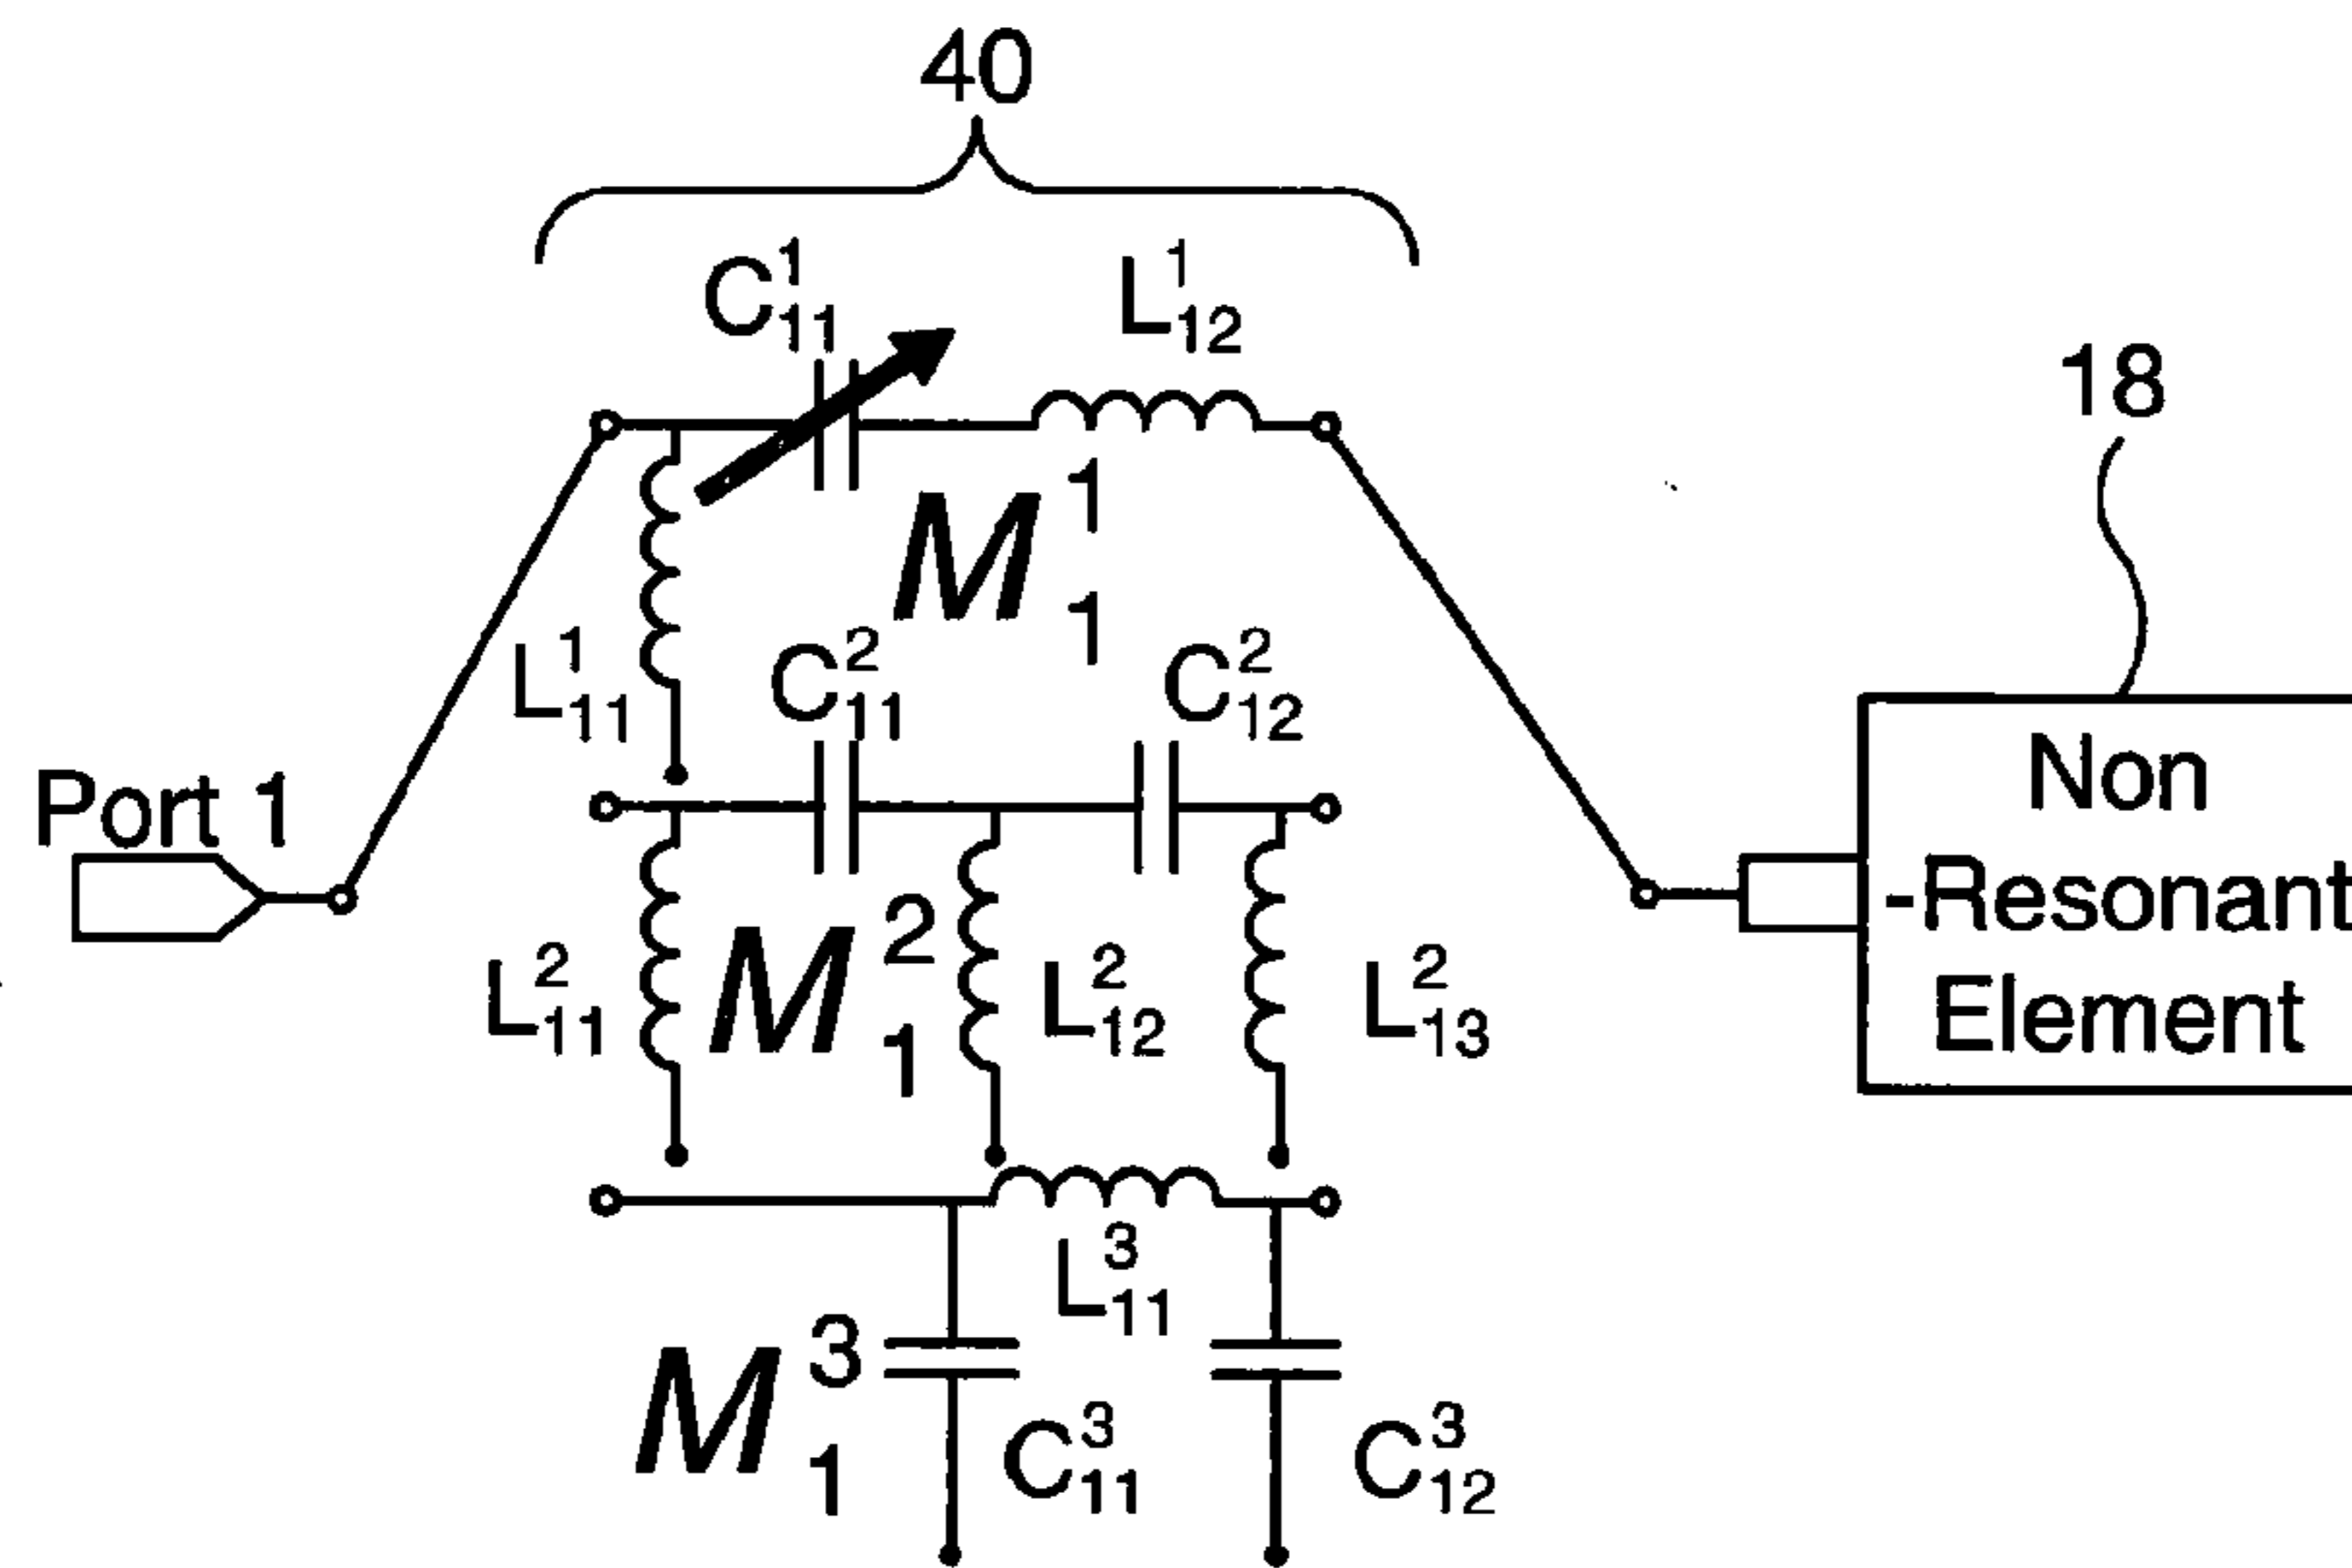 40
C¹₁₁
L¹₁₂
18
M¹₁
L¹₁₁
C²₁₁
C²₁₂
Port 1
Non
-Resonant
Element
L²₁₁
M²₁
L²₁₂
L²₁₃
L³₁₁
M³₁
C³₁₁
C³₁₂